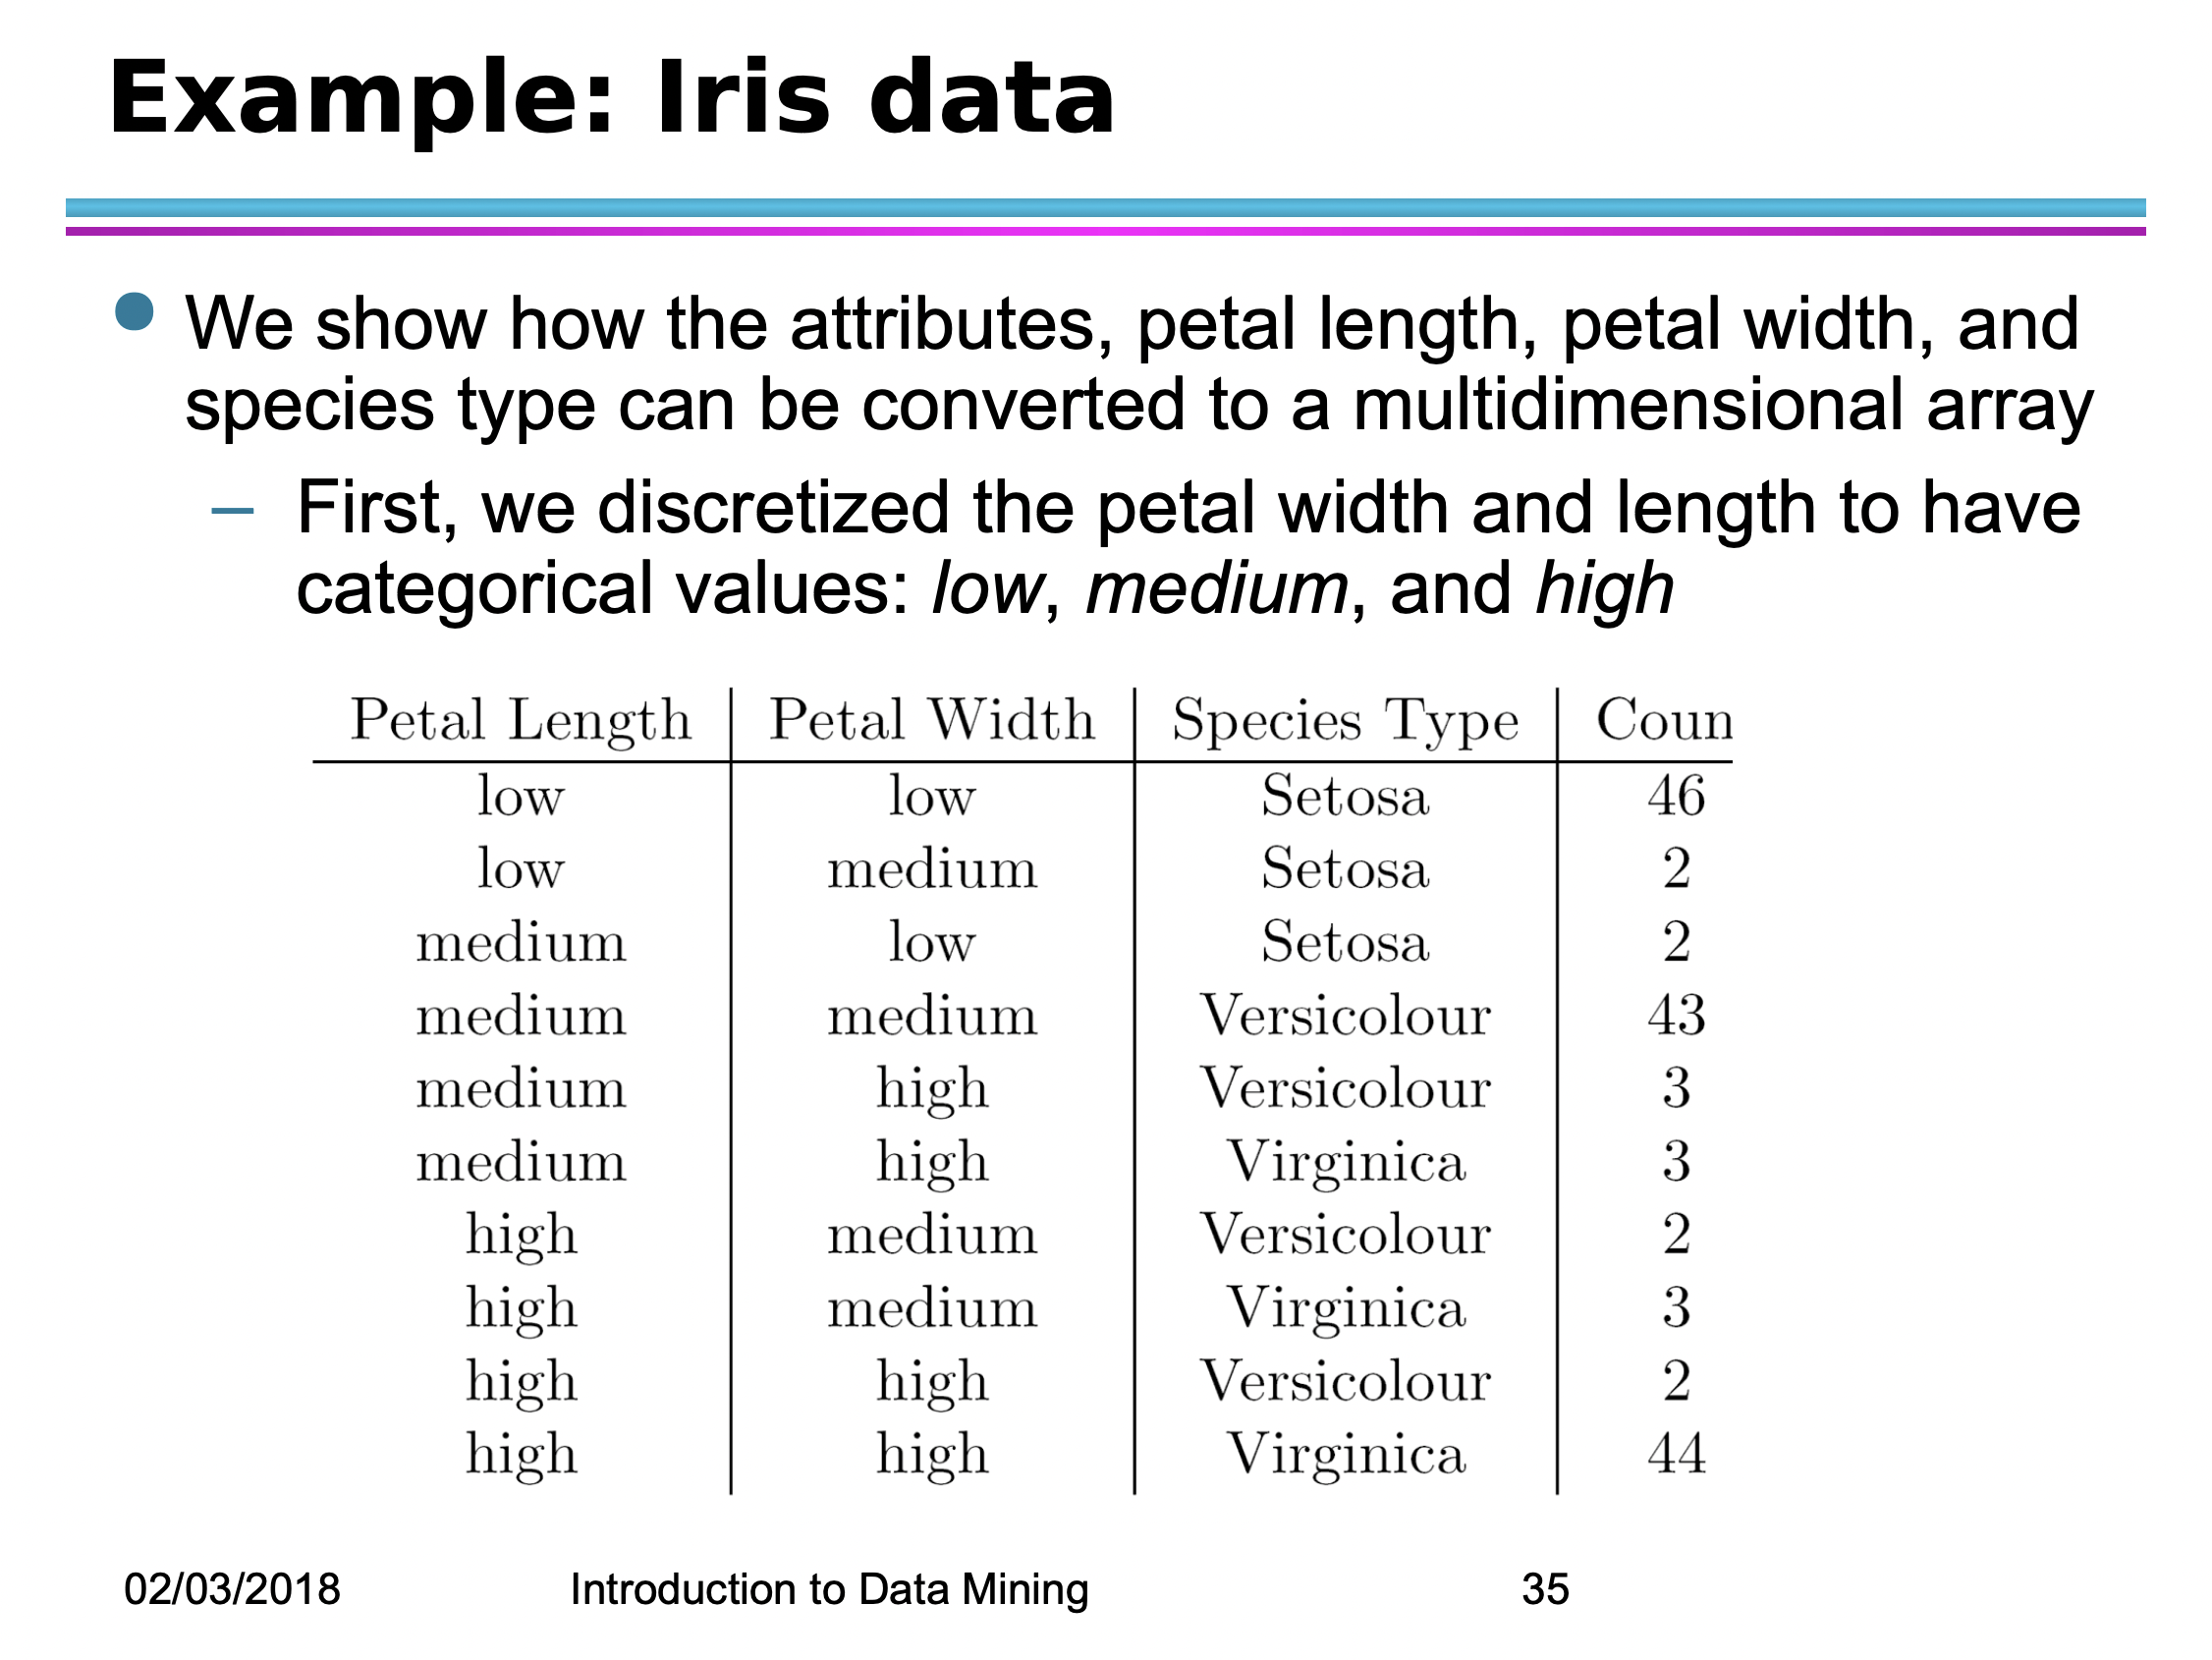 Example: Iris data
We show how the attributes, petal length, petal width, and
species type can be converted to a multidimensional array
– First, we discretized the petal width and length to have
categorical values: low, medium, and high
Petal Length Petal Width Species Type Coun
low low Setosa 46
low medium Setosa 2
medium low Setosa 2
medium medium Versicolour 43
medium high Versicolour 3
medium high Virginica 3
high medium Versicolour 2
high medium Virginica 3
high high Versicolour 2
high high Virginica 44
02/03/2018 Introduction to Data Mining 35